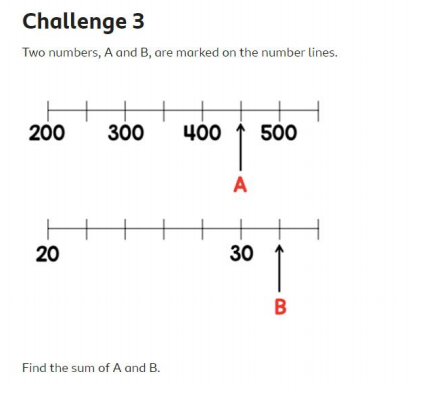 Challenge 3
Two numbers, A and B, are marked on the number lines.
200 300 400 500
A
20 30
B
Find the sum of A and B.